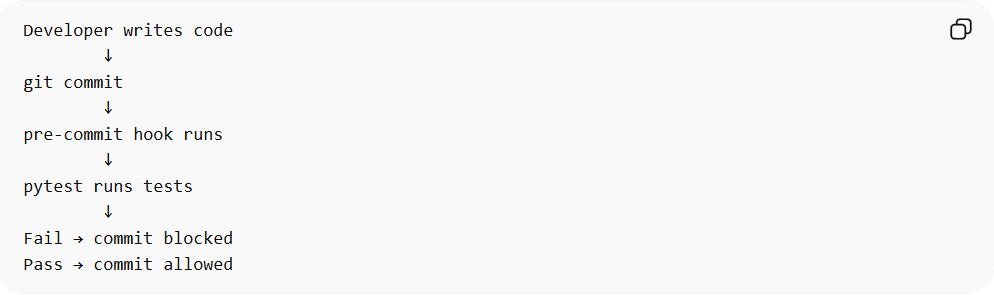 Developer writes code
↓
git commit
↓
pre-commit hook runs
↓
pytest runs tests
↓
Fail → commit blocked
Pass → commit allowed